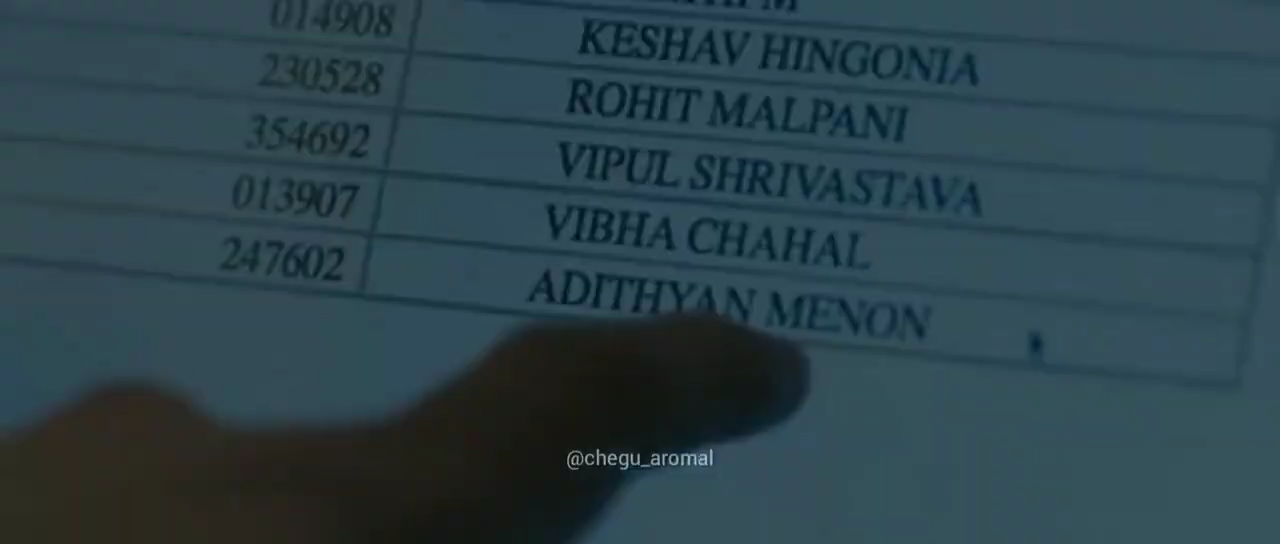 014908 KESHAV HINGONIA
230528 ROHIT MALPANI
354692 VIPUL SHRIVASTAVA
013907 VIBHA CHAHAL
247602 ADITHYAN MENON
@chegu_aromal